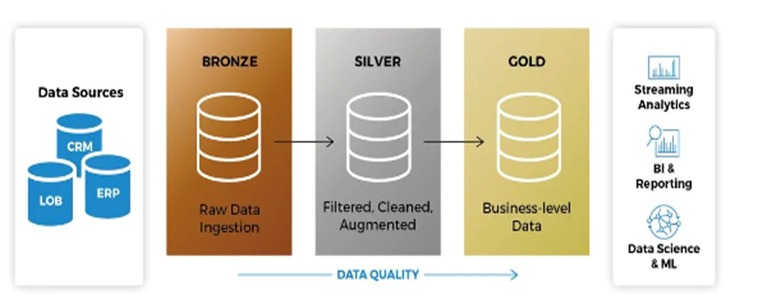 Data Sources
CRM
LOB
ERP
BRONZE
Raw Data
Ingestion
SILVER
Filtered, Cleaned,
Augmented
GOLD
Business-level
Data
DATA QUALITY
Streaming
Analytics
BI &
Reporting
Data Science
& ML